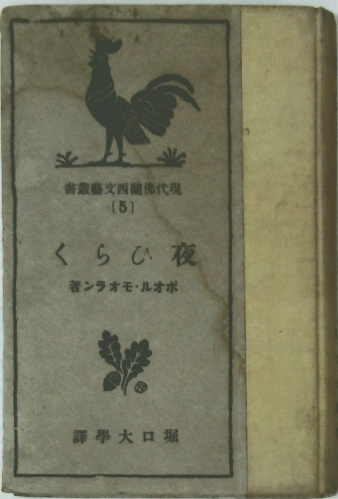 現代佛蘭西文藝叢書
〔5〕
夜ひらく
ポオル・モオラン著
堀口大學譯